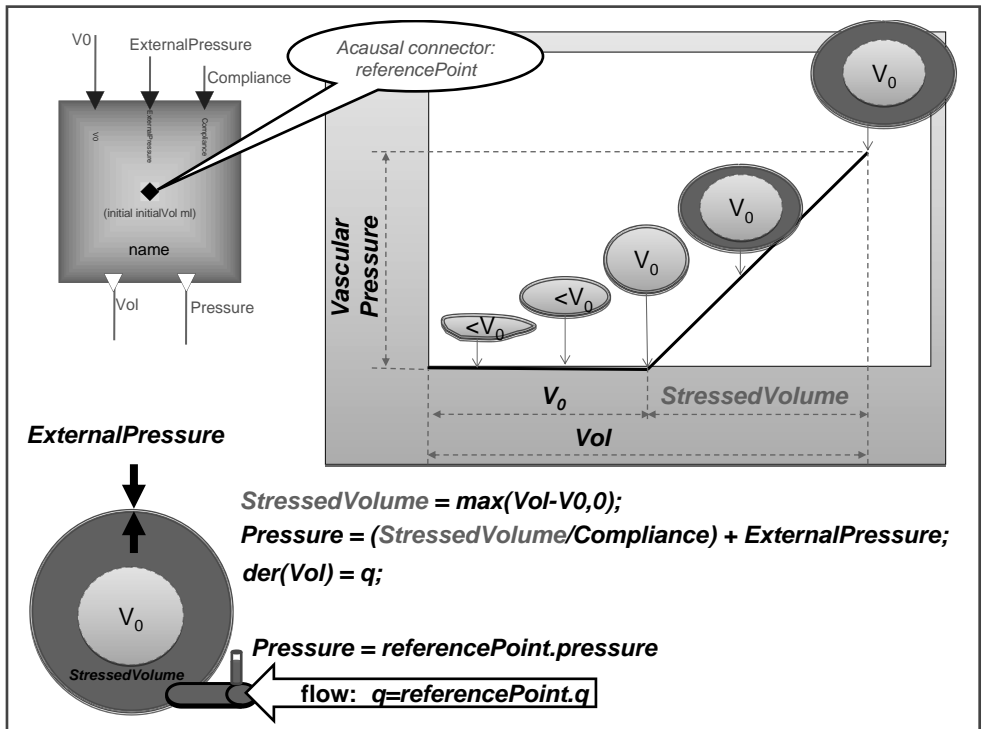 V0
ExternalPressure
Compliance
V0
ExternalPressure
Compliance
(initial initialVol ml)
name
Vol
Pressure
Acausal connector:
referencePoint
Vascular
Pressure
<V0
<V0
V0
V0
V0
V0
StressedVolume
Vol
ExternalPressure
V0
StressedVolume
StressedVolume = max(Vol-V0,0);
Pressure = (StressedVolume/Compliance) + ExternalPressure;
der(Vol) = q;
Pressure = referencePoint.pressure
flow: q=referencePoint.q